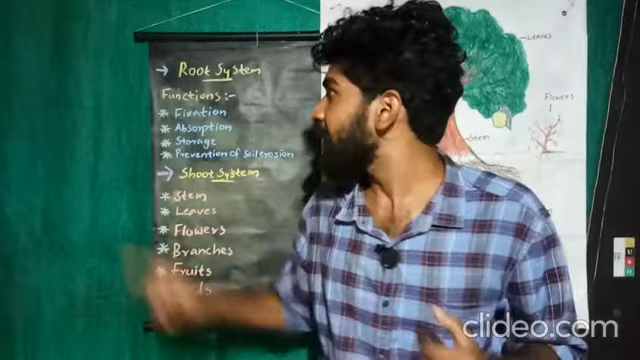 → Root System
Functions :-
* Fixation
* Absorption
* Storage
* Prevention of Soil erosion
→ Shoot System
* Stem
* Leaves
* Flowers
* Branches
* Fruits
Leaves
Flowers
Stem
clideo.com